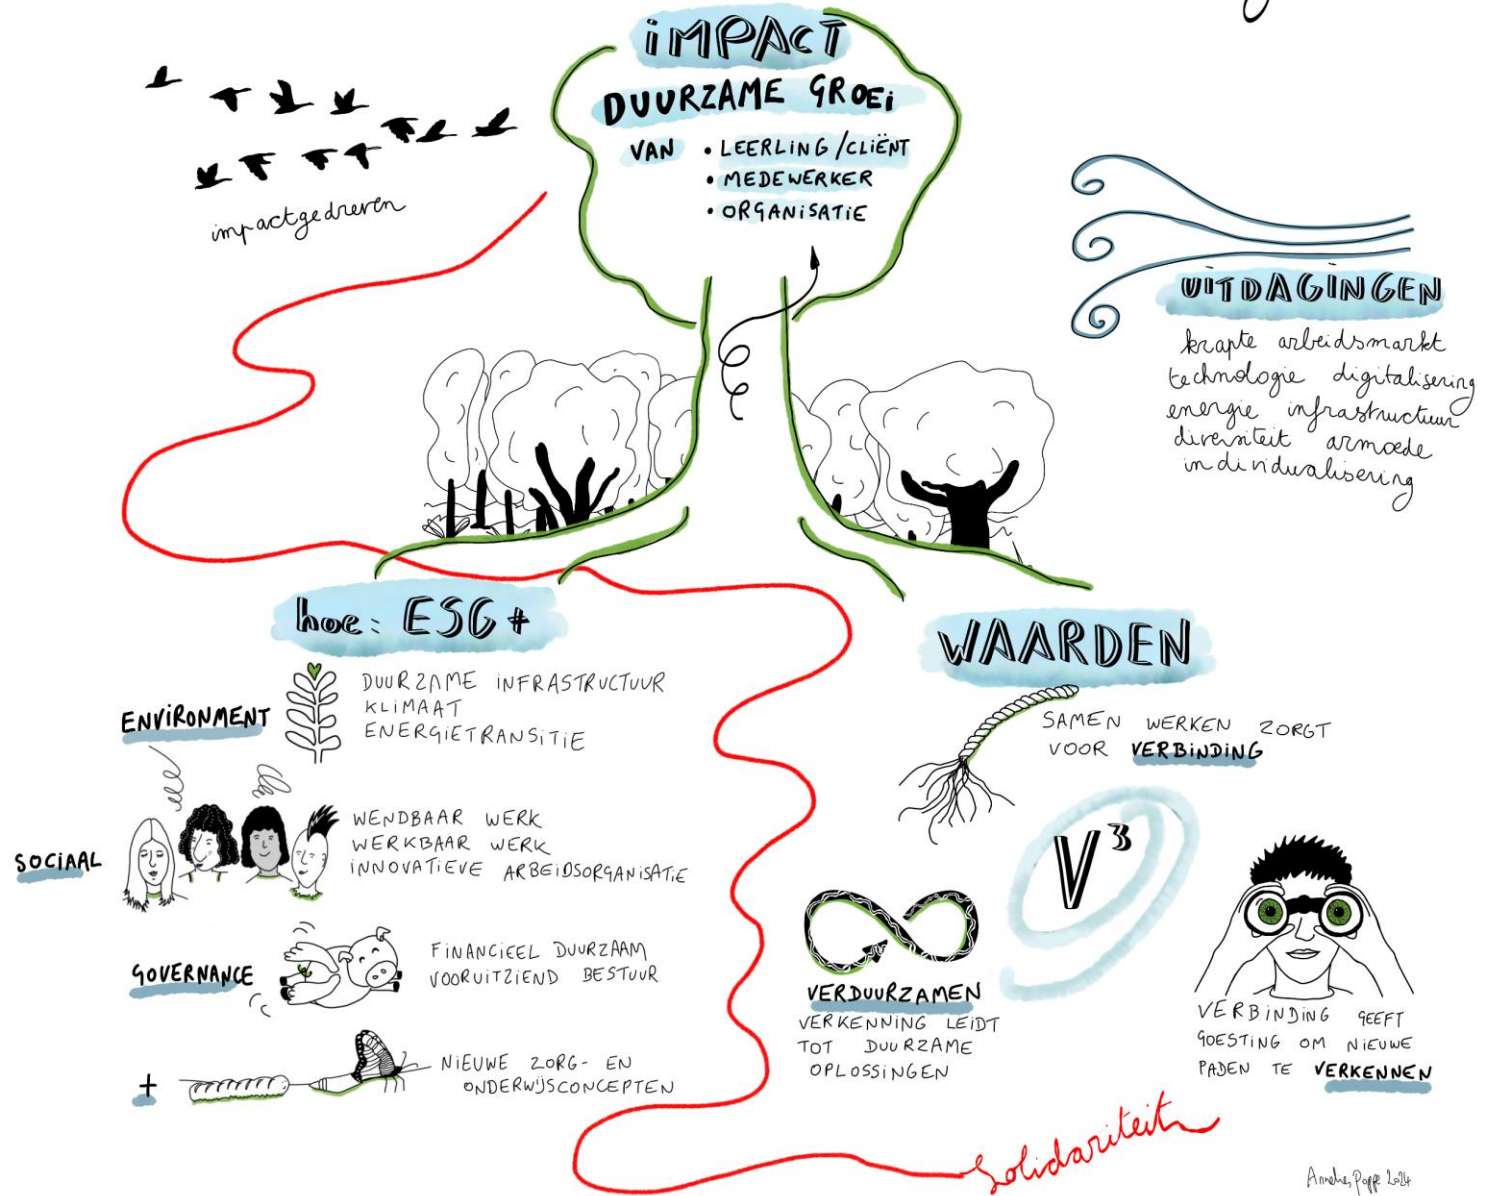 iMPACT
DUURZAME GROEi
VAN • LEERLiNG / CLiËNT
• MEDEWERKER
• ORGANiSATiE
impactgedreven
UiTDAGiNGEN
krapte arbeidsmarkt
technologie digitalisering
energie infrastructuur
diversiteit armoede
individualisering
hoe: ESG +
ENViRONMENT
DUURZAME iNFRASTRUCTUUR
KLiMAAT
ENERGiETRANSiTiE
SOCiAAL
WENDBAAR WERK
WERKBAAR WERK
iNNOVATiEVE ARBEiDSORGANiSATiE
GOVERNANCE
FiNANCiEEL DUURZAAM
VOORUiTZiEND BESTUUR
+
NiEUWE ZORG- EN
ONDERWiJSCONCEPTEN
WAARDEN
SAMEN WERKEN ZORGT
VOOR VERBiNDiNG
V³
VERDUURZAMEN
VERKENNiNG LEiDT
TOT DUURZAME
OPLOSSiNGEN
VERBiNDiNG GEEFT
GOESTiNG OM NiEUWE
PADEN TE VERKENNEN
Solidariteit
2024